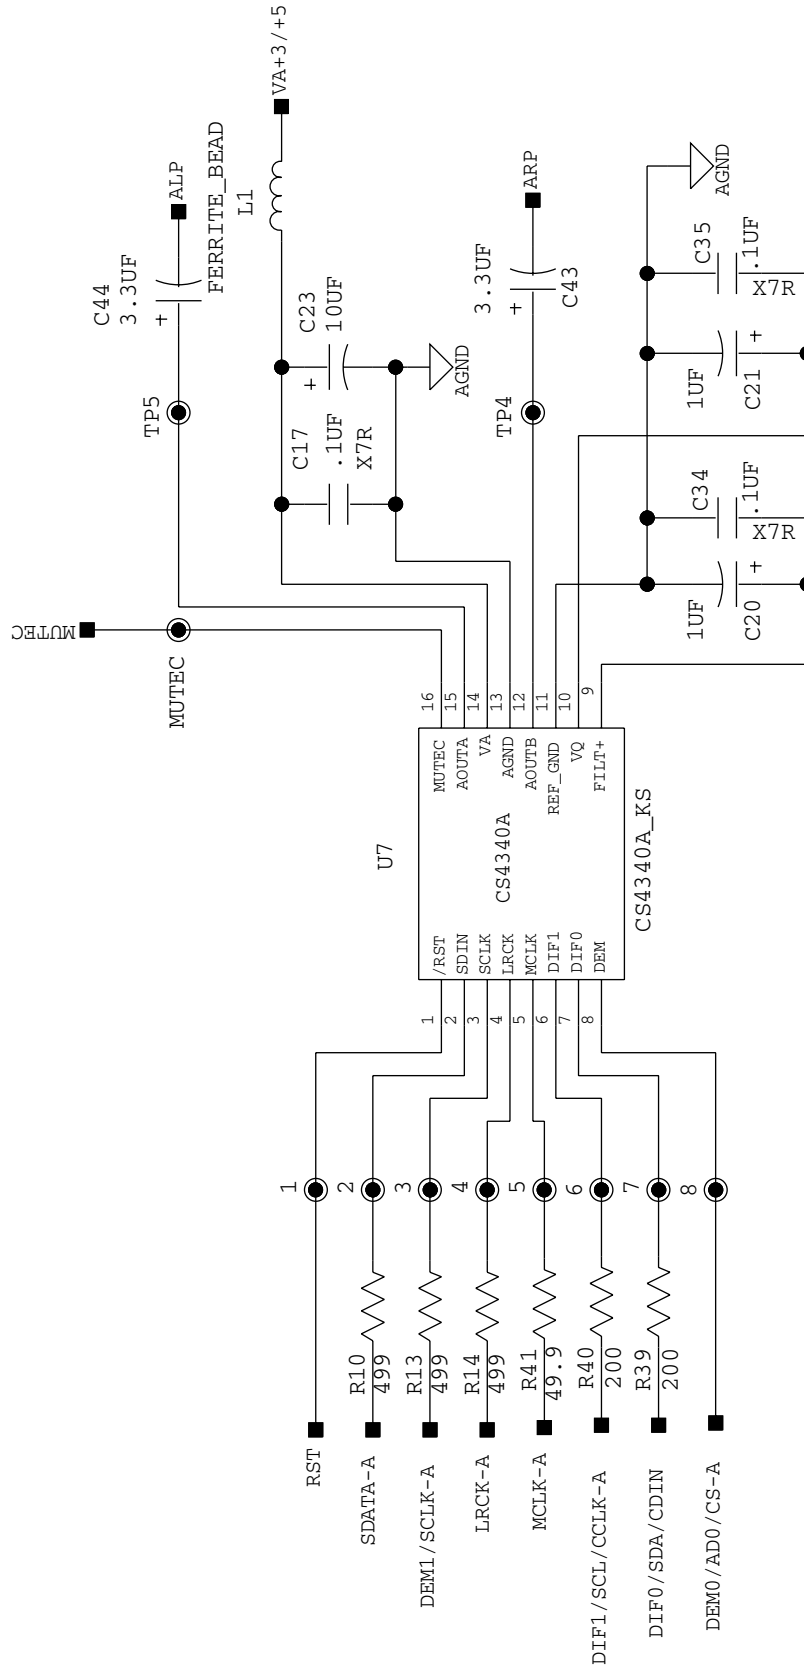 VA+3/+5
ALP
FERRITE_BEAD
L1
C44
3.3UF
+
ARP
3.3UF
C43
+
AGND
C35
.1UF
X7R
C23
10UF
+
AGND
1UF
C21
+
TP5
TP4
C17
.1UF
X7R
C34
.1UF
X7R
1UF
C20
+
MUTEC
MUTEC
16
15
14
13
12
11
10
9
MUTEC
AOUTA
VA
AGND
AOUTB
REF_GND
VQ
FILT+
U7
CS4340A
CS4340A_KS
/RST
SDIN
SCLK
LRCK
MCLK
DIF1
DIF0
DEM
1
2
3
4
5
6
7
8
1
2
3
4
5
6
7
8
R10
499
R13
499
R14
499
R41
49.9
R40
200
R39
200
RST
SDATA-A
DEM1/SCLK-A
LRCK-A
MCLK-A
DIF1/SCL/CCLK-A
DIF0/SDA/CDIN
DEM0/AD0/CS-A